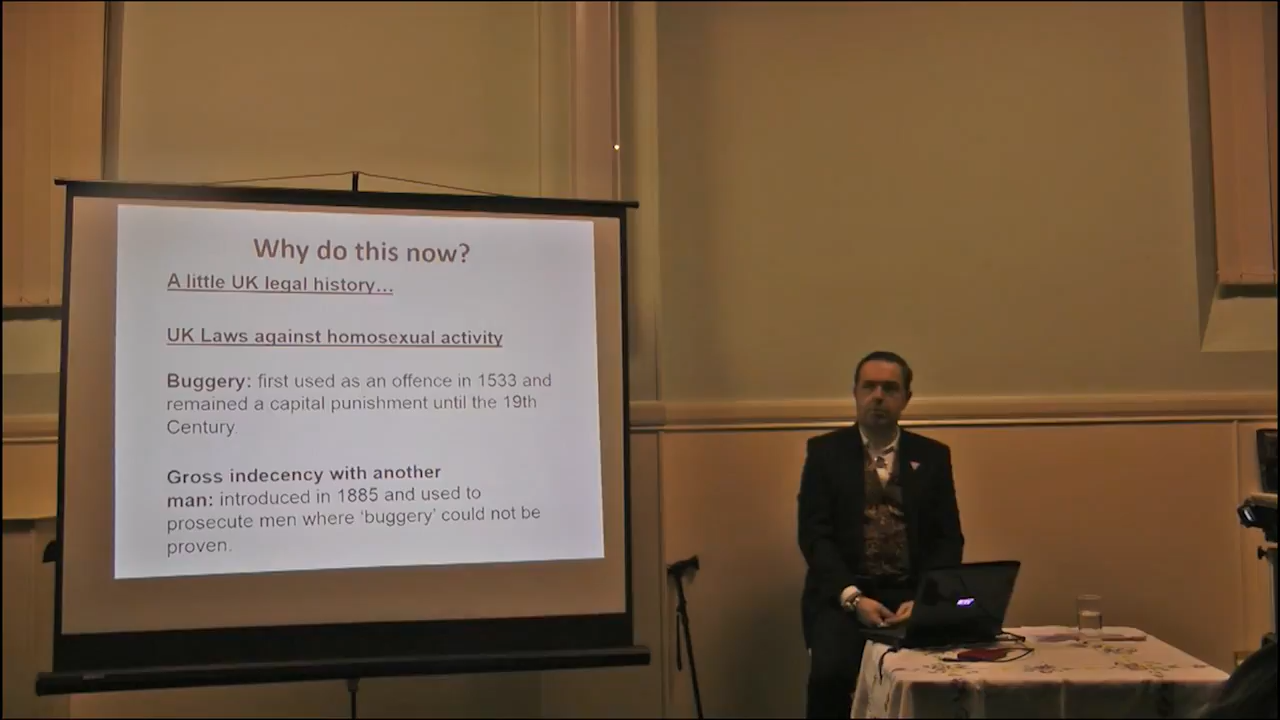 Why do this now?
A little UK legal history...
UK Laws against homosexual activity
Buggery: first used as an offence in 1533 and
remained a capital punishment until the 19th
Century.
Gross indecency with another
man: introduced in 1885 and used to
prosecute men where 'buggery' could not be
proven.